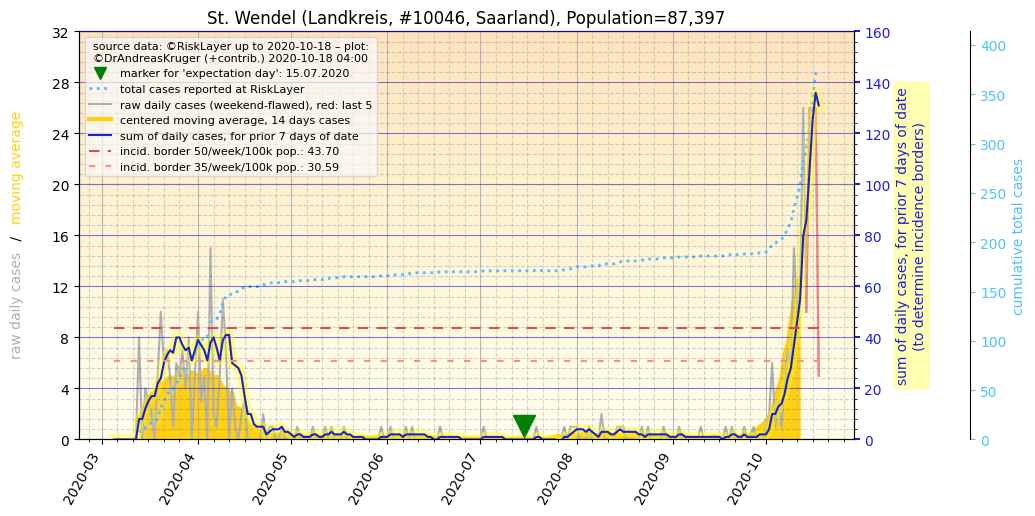 St. Wendel (Landkreis, #10046, Saarland), Population=87,397
source data: ©RiskLayer up to 2020-10-18 – plot:
©DrAndreasKruger (+contrib.) 2020-10-18 04:00
marker for 'expectation day': 15.07.2020
total cases reported at RiskLayer
raw daily cases (weekend-flawed), red: last 5
centered moving average, 14 days cases
sum of daily cases, for prior 7 days of date
incid. border 50/week/100k pop.: 43.70
incid. border 35/week/100k pop.: 30.59
raw daily cases / moving average
32
28
24
20
16
12
8
4
0
2020-03
2020-04
2020-05
2020-06
2020-07
2020-08
2020-09
2020-10
160
140
120
100
80
60
40
20
0
sum of daily cases, for prior 7 days of date
(to determine incidence borders)
400
350
300
250
200
150
100
50
0
cumulative total cases